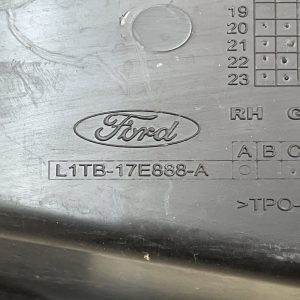 19
20
21
22
23
Ford
RH G
A B C
L1TB-17E888-A
>TPO-